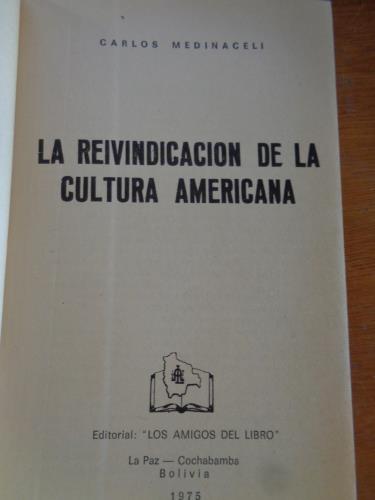 CARLOS MEDINACELI
LA REIVINDICACION DE LA
CULTURA AMERICANA
Editorial: "LOS AMIGOS DEL LIBRO"
La Paz — Cochabamba
Bolivia
1975